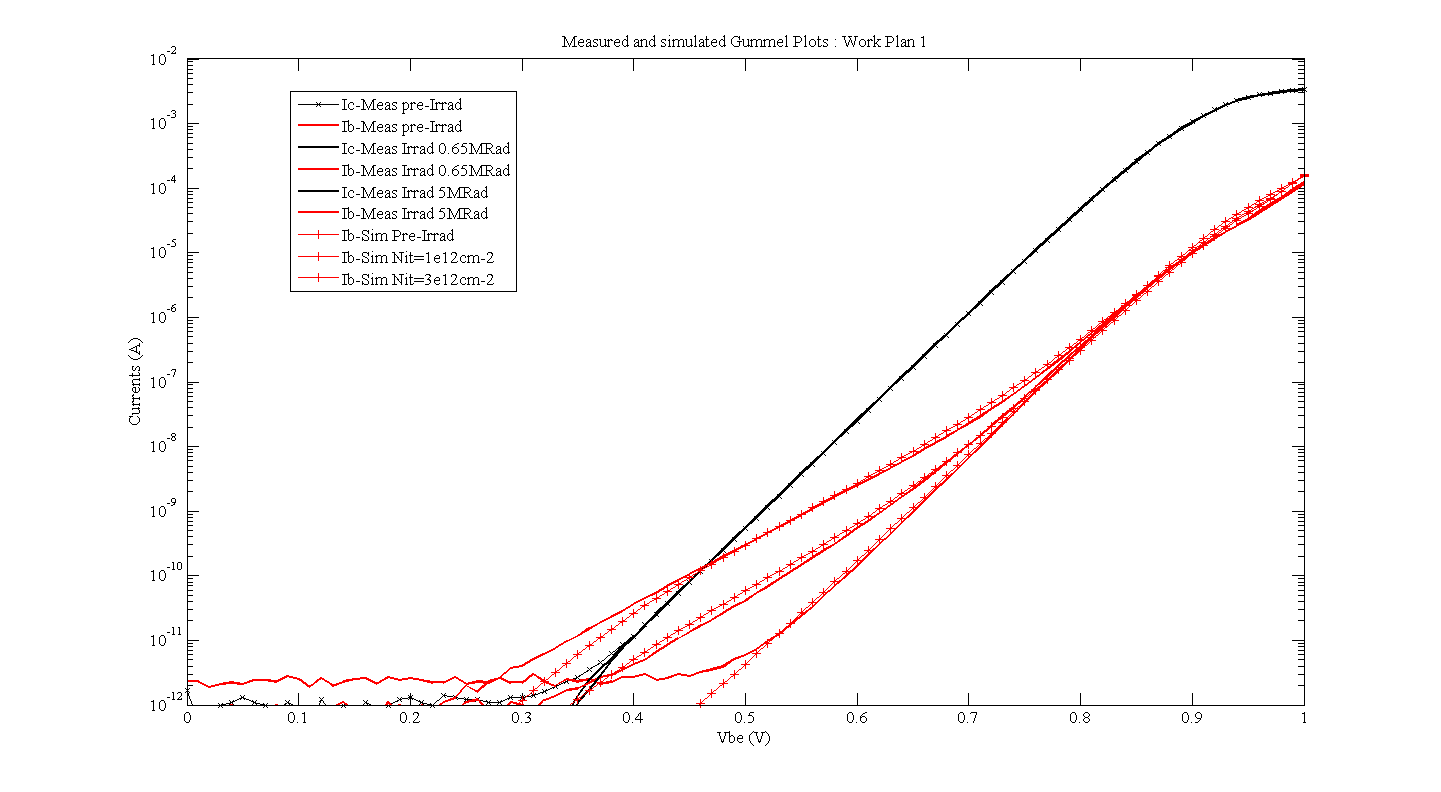 Measured and simulated Gummel Plots : Work Plan 1
10^-2
10^-3
10^-4
10^-5
10^-6
10^-7
10^-8
10^-9
10^-10
10^-11
10^-12
Currents (A)
Ic-Meas pre-Irrad
Ib-Meas pre-Irrad
Ic-Meas Irrad 0.65MRad
Ib-Meas Irrad 0.65MRad
Ic-Meas Irrad 5MRad
Ib-Meas Irrad 5MRad
Ib-Sim Pre-Irrad
Ib-Sim Nit=1e12cm-2
Ib-Sim Nit=3e12cm-2
0 0.1 0.2 0.3 0.4 0.5 0.6 0.7 0.8 0.9 1
Vbe (V)